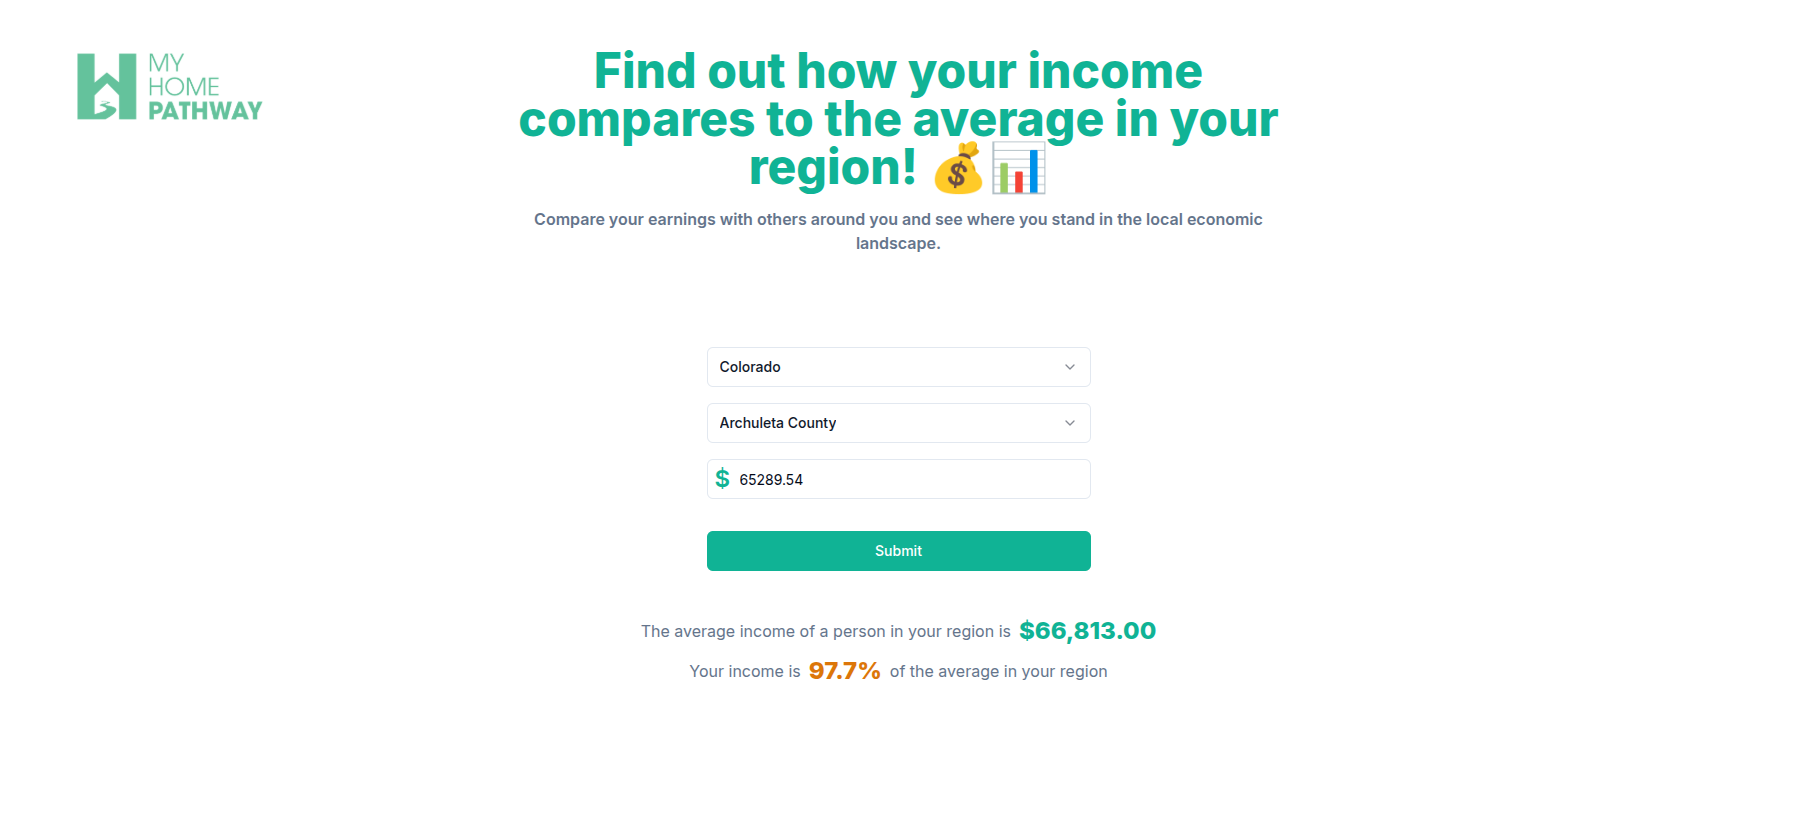 MY
HOME
PATHWAY
Find out how your income
compares to the average in your
region! 💰📊
Compare your earnings with others around you and see where you stand in the local economic
landscape.
Colorado
Archuleta County
$ 65289.54
Submit
The average income of a person in your region is $66,813.00
Your income is 97.7% of the average in your region